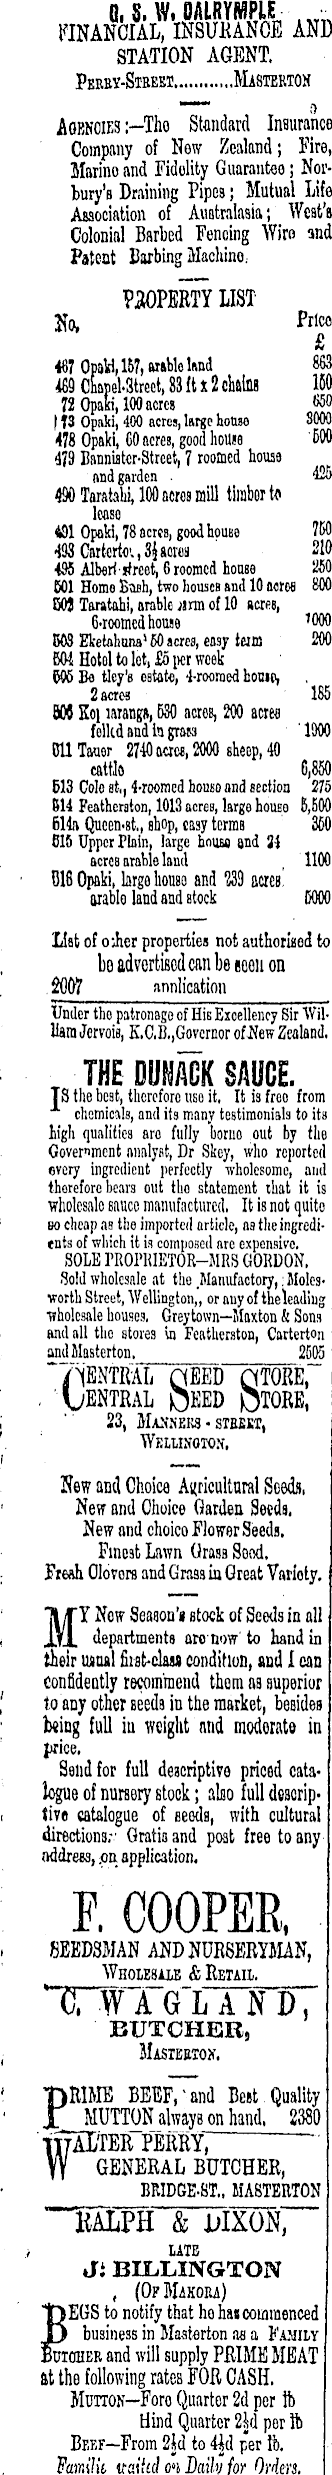 G. S. W. DALRYMPLE
FINANCIAL, INSURANCE AND
STATION AGENT.
PERRY-STREET............MASTERTON
AGENCIES:—The Standard Insurance
Company of New Zealand; Fire,
Marine and Fidelity Guarantee; Nor-
bury's Draining Pipes; Mutual Life
Association of Australasia; West's
Colonial Barbed Fencing Wire and
Patent Barbing Machine.
PROPERTY LIST
No. Price
£
467 Opaki, 157, arable land 863
469 Chapel-Street, 33 ft x 2 chains 150
72 Opaki, 100 acres 650
173 Opaki, 400 acres, large house 3000
478 Opaki, 60 acres, good house 500
479 Bannister-Street, 7 roomed house
and garden 425
490 Taratahi, 100 acres mill timber to
lease
491 Opaki, 78 acres, good house 750
493 Carterton, 3¾ acres 210
495 Albert street, 6 roomed house 250
501 Home Bush, two houses and 10 acres 800
502 Taratahi, arable farm of 10 acres,
6-roomed house 1000
503 Eketahuna 50 acres, easy term 200
504 Hotel to let, £5 per week
505 Be tley's estate, 4-roomed house,
2 acres 185
506 Kop aranga, 530 acres, 200 acres
felled and in grass 1900
511 Tauer 2740 acres, 2000 sheep, 40
cattle 6,850
513 Cole st., 4-roomed house and section 275
514 Featherston, 1013 acres, large house 5,500
514a Queen-st., shop, easy terms 350
515 Upper Plain, large house and 24
acres arable land 1100
516 Opaki, large house and 239 acres
arable land and stock 5000
List of other properties not authorised to
be advertised can be seen on
2007 application
Under the patronage of His Excellency Sir Wil-
liam Jervois, K.C.B., Governor of New Zealand.
THE DUNACK SAUCE.
IS the best, therefore use it. It is free from
chemicals, and its many testimonials to its
high qualities are fully borne out by the
Government analyst, Dr Skey, who reported
every ingredient perfectly wholesome, and
therefore bears out the statement that it is
wholesale sauce manufactured. It is not quite
so cheap as the imported article, as the ingredi-
ents of which it is composed are expensive.
SOLE PROPRIETOR—MRS GORDON.
Sold wholesale at the Manufactory, Moles-
worth Street, Wellington,, or any of the leading
wholesale houses. Greytown—Maxton & Sons
and all the stores in Featherston, Carterton
and Masterton. 2505
CENTRAL SEED STORE,
CENTRAL SEED STORE,
23, MANNERS-STREET,
WELLINGTON.
New and Choice Agricultural Seeds.
New and Choice Garden Seeds.
New and choice Flower Seeds.
Finest Lawn Grass Seed.
Fresh Clovers and Grass in Great Variety.
MY New Season's stock of Seeds in all
departments are now to hand in
their usual first-class condition, and I can
confidently recommend them as superior
to any other seeds in the market, besides
being full in weight and moderate in
price.
Send for full descriptive priced cata-
logue of nursery stock; also full descrip-
tive catalogue of seeds, with cultural
directions. Gratis and post free to any
address, on application.
F. COOPER,
SEEDSMAN AND NURSERYMAN,
WHOLESALE & RETAIL.
C. WAGLAND,
BUTCHER,
MASTERTON.
PRIME BEEF, and Best Quality
MUTTON always on hand. 2380
WALTER PERRY,
GENERAL BUTCHER,
BRIDGE-ST., MASTERTON
RALPH & DIXON,
LATE
J. BILLINGTON
(OF MAKORA)
BEGS to notify that he has commenced
business in Masterton as a FAMILY
BUTCHER and will supply PRIME MEAT
at the following rates FOR CASH.
MUTTON—Fore Quarter 2d per lb
Hind Quarter 2½d per lb
BEEF—From 2½d to 4½d per lb.
Familie waited on Daily for Orders.